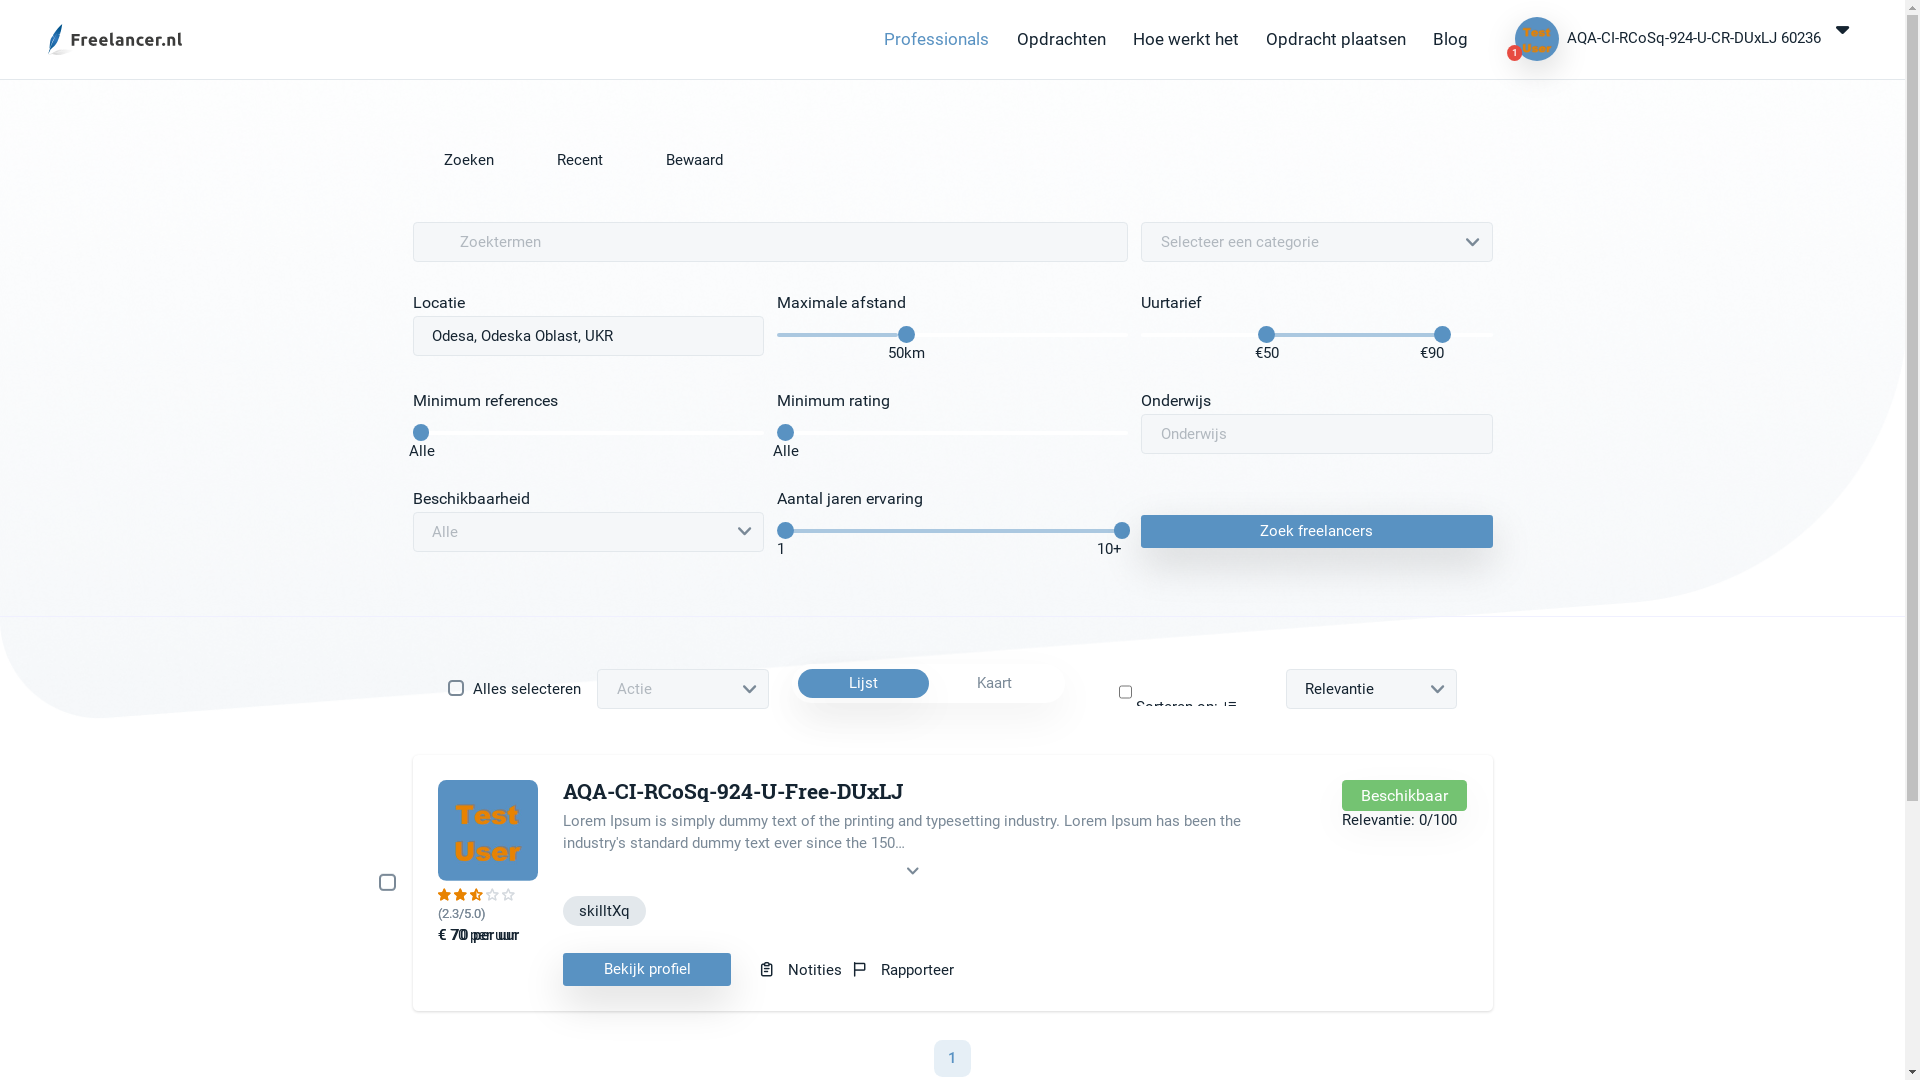 Freelancer.nl
Professionals Opdrachten Hoe werkt het Opdracht plaatsen Blog
Test User
1
AQA-CI-RCoSq-924-U-CR-DUxLJ 60236
Zoeken Recent Bewaard
Zoektermen
Selecteer een categorie
Locatie
Maximale afstand
Uurtarief
Odesa, Odeska Oblast, UKR
50km
€50 €90
Minimum references
Minimum rating
Onderwijs
Alle
Alle
Onderwijs
Beschikbaarheid
Aantal jaren ervaring
Alle
1 10+
Zoek freelancers
Alles selecteren
Actie
Lijst Kaart
Sorteren op:
Relevantie
Test
User
AQA-CI-RCoSq-924-U-Free-DUxLJ
Beschikbaar
Relevantie: 0/100
Lorem Ipsum is simply dummy text of the printing and typesetting industry. Lorem Ipsum has been the
industry's standard dummy text ever since the 150...
(2.3/5.0)
€ 70 per uur
skilltXq
Bekijk profiel
Notities
Rapporteer
1